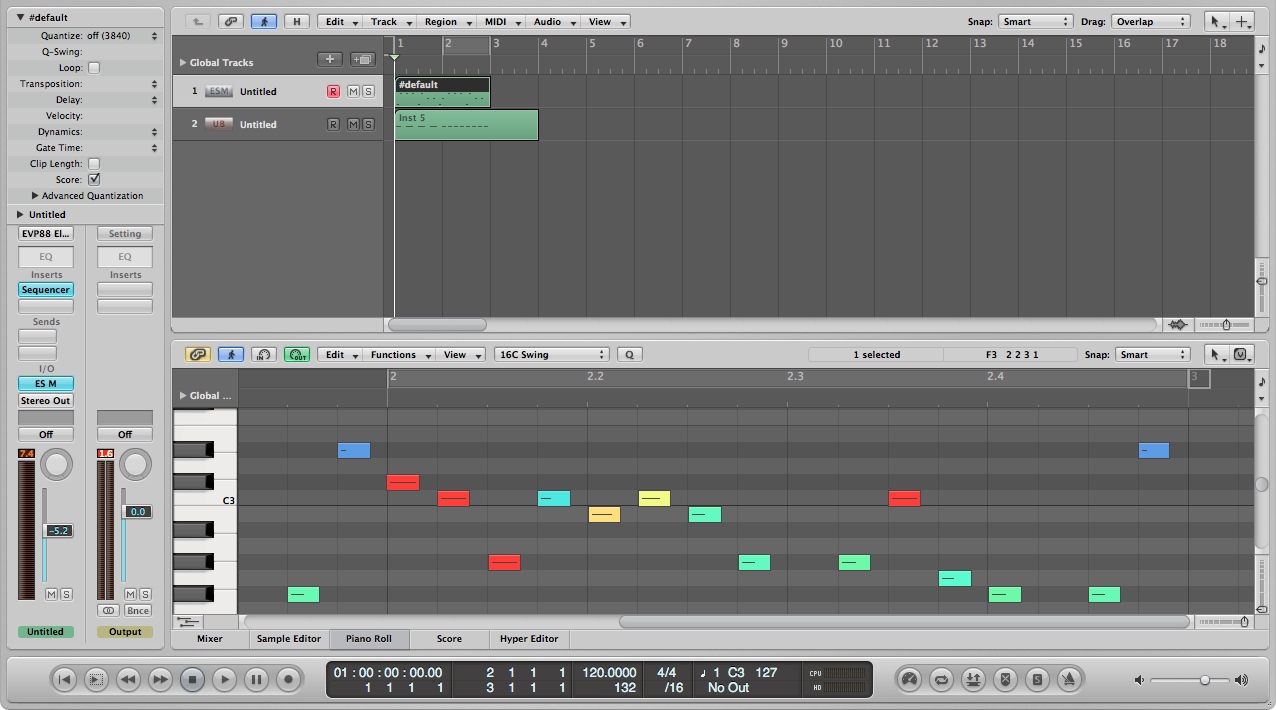 #default
Quantize: off (3840)
Q-Swing:
Loop:
Transposition:
Delay:
Velocity:
Dynamics:
Gate Time:
Clip Length:
Score:
Advanced Quantization
Untitled
EVP88 El... Setting
EQ EQ
Inserts Inserts
Sequencer
Sends
I/O
ES M
Stereo Out
Off Off
7.4 1.6
0.0
-5.2
M S M S
Bnce
Untitled Output
H Edit Track Region MIDI Audio View Snap: Smart Drag: Overlap
1 2 3 4 5 6 7 8 9 10 11 12 13 14 15 16 17 18
Global Tracks
1 ESM Untitled R M S #default
2 UB Untitled R M S Inst 5
IN OUT Edit Functions View 16C Swing Q 1 selected F3 2 2 3 1 Snap: Smart
2 2.2 2.3 2.4 3
Global ...
C3
Mixer Sample Editor Piano Roll Score Hyper Editor
01 : 00 : 00 : 00.00 2 1 1 1 120.0000 4/4 1 C3 127 CPU
1 1 1 1 3 1 1 1 132 /16 No Out HD
S